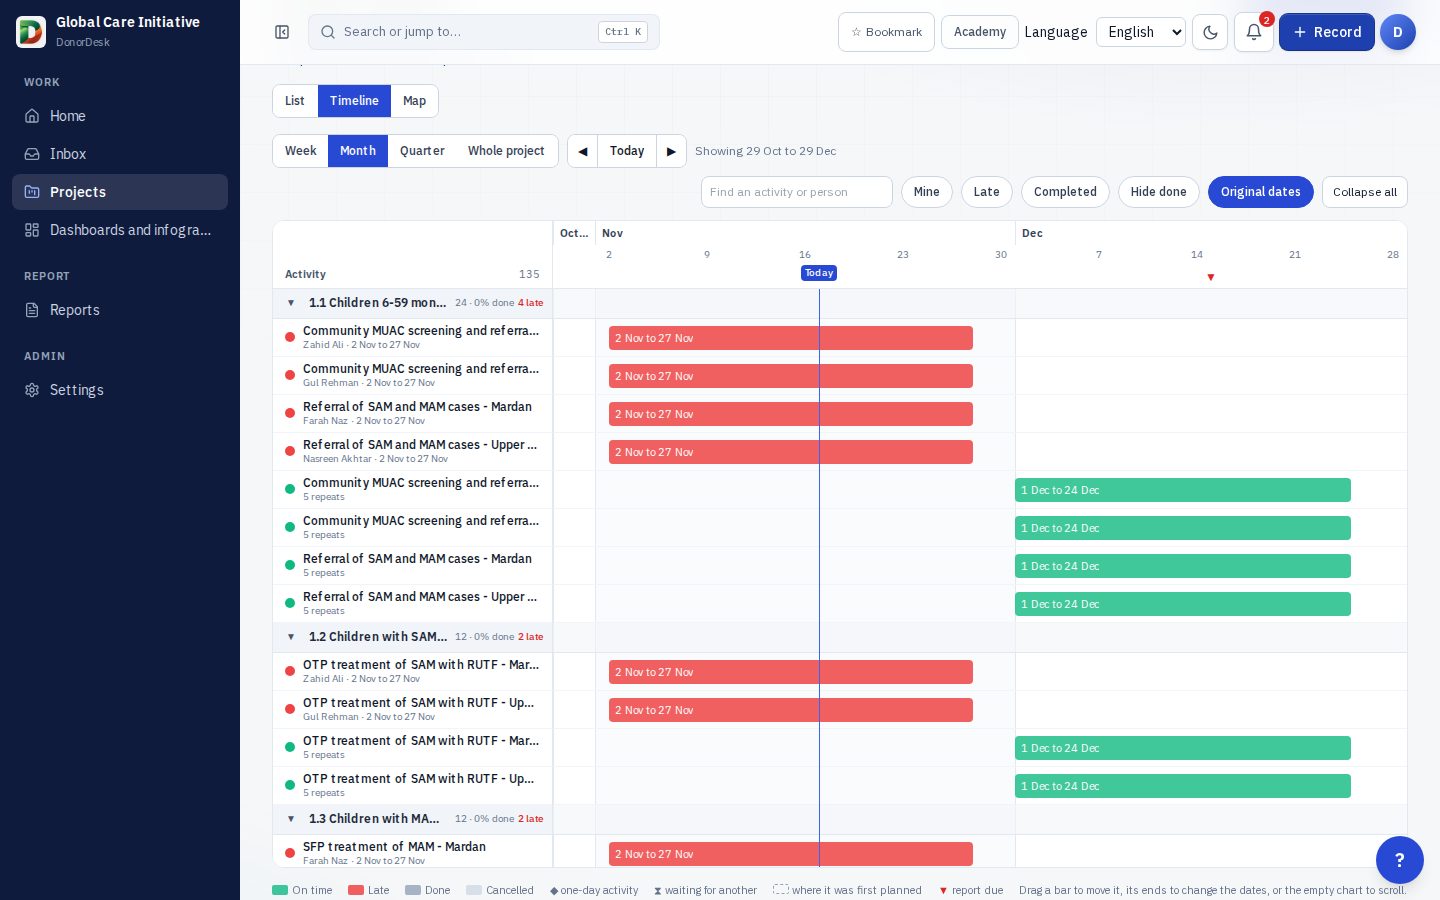 Global Care Initiative
DonorDesk
Search or jump to...
Ctrl K
☆ Bookmark
Academy
Language
English
2
+ Record
D
WORK
Home
Inbox
Projects
Dashboards and infogra...
REPORT
Reports
ADMIN
Settings
List
Timeline
Map
Week
Month
Quarter
Whole project
◀
Today
▶
Showing 29 Oct to 29 Dec
Find an activity or person
Mine
Late
Completed
Hide done
Original dates
Collapse all
Oct...
Nov
Dec
2
9
16
23
30
7
14
21
28
Activity
135
Today
▼
▼ 1.1 Children 6-59 mon... 24 · 0% done 4 late
Community MUAC screening and referra...
Zahid Ali · 2 Nov to 27 Nov
2 Nov to 27 Nov
Community MUAC screening and referra...
Gul Rehman · 2 Nov to 27 Nov
2 Nov to 27 Nov
Referral of SAM and MAM cases - Mardan
Farah Naz · 2 Nov to 27 Nov
2 Nov to 27 Nov
Referral of SAM and MAM cases - Upper ...
Nasreen Akhtar · 2 Nov to 27 Nov
2 Nov to 27 Nov
Community MUAC screening and referra...
5 repeats
1 Dec to 24 Dec
Community MUAC screening and referra...
5 repeats
1 Dec to 24 Dec
Referral of SAM and MAM cases - Mardan
5 repeats
1 Dec to 24 Dec
Referral of SAM and MAM cases - Upper ...
5 repeats
1 Dec to 24 Dec
▼ 1.2 Children with SAM... 12 · 0% done 2 late
OTP treatment of SAM with RUTF - Mar...
Zahid Ali · 2 Nov to 27 Nov
2 Nov to 27 Nov
OTP treatment of SAM with RUTF - Up...
Gul Rehman · 2 Nov to 27 Nov
2 Nov to 27 Nov
OTP treatment of SAM with RUTF - Mar...
5 repeats
1 Dec to 24 Dec
OTP treatment of SAM with RUTF - Up...
5 repeats
1 Dec to 24 Dec
▼ 1.3 Children with MA... 12 · 0% done 2 late
SFP treatment of MAM - Mardan
Farah Naz · 2 Nov to 27 Nov
2 Nov to 27 Nov
?
On time
Late
Done
Cancelled
◆ one-day activity
⧗ waiting for another
where it was first planned
▼ report due
Drag a bar to move it, its ends to change the dates, or the empty chart to scroll.